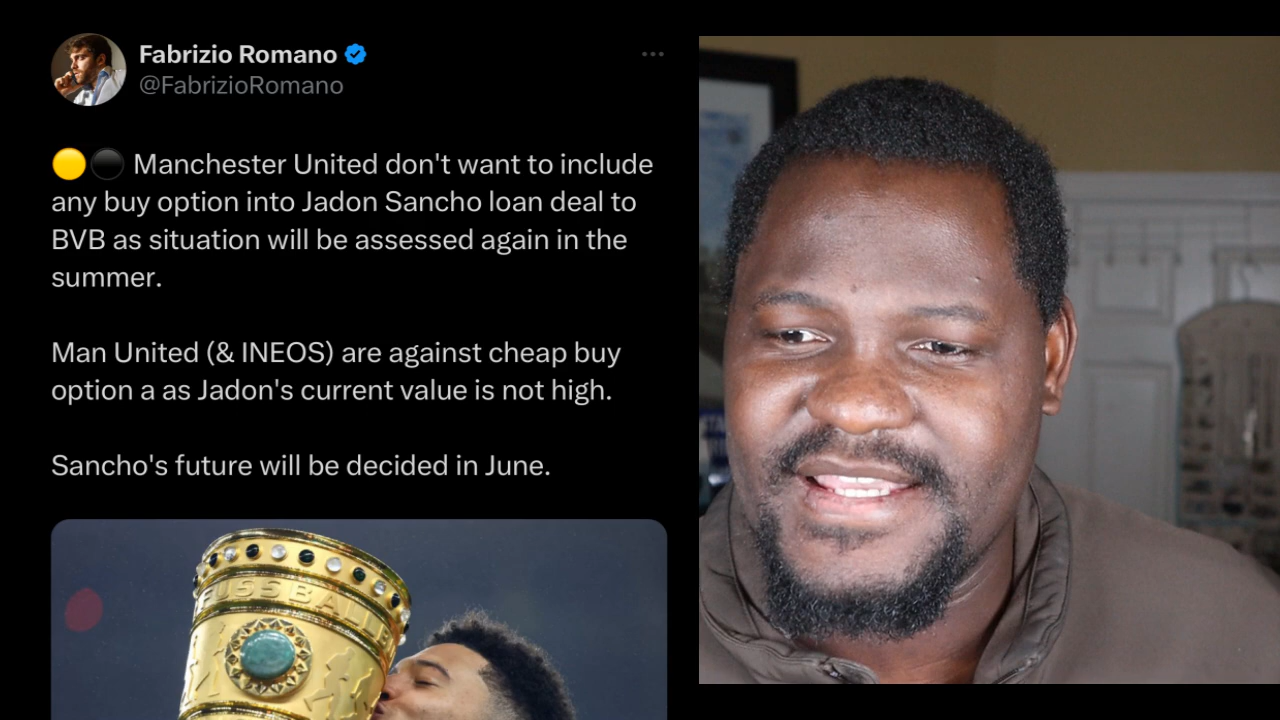 Fabrizio Romano
@FabrizioRomano
🟡⚫ Manchester United don't want to include
any buy option into Jadon Sancho loan deal to
BVB as situation will be assessed again in the
summer.
Man United (& INEOS) are against cheap buy
option a as Jadon's current value is not high.
Sancho's future will be decided in June.
FUSSBALL